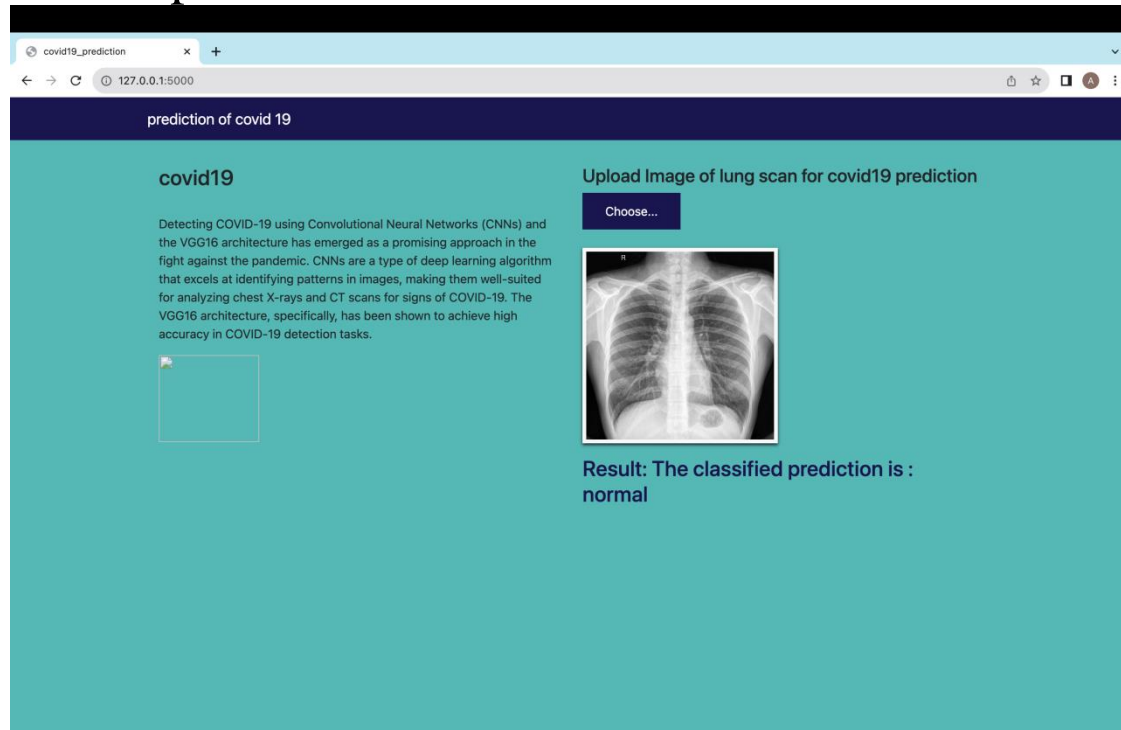 covid19_prediction
127.0.0.1:5000
A
prediction of covid 19
covid19
Detecting COVID-19 using Convolutional Neural Networks (CNNs) and
the VGG16 architecture has emerged as a promising approach in the
fight against the pandemic. CNNs are a type of deep learning algorithm
that excels at identifying patterns in images, making them well-suited
for analyzing chest X-rays and CT scans for signs of COVID-19. The
VGG16 architecture, specifically, has been shown to achieve high
accuracy in COVID-19 detection tasks.
Upload Image of lung scan for covid19 prediction
Choose...
R
Result: The classified prediction is :
normal